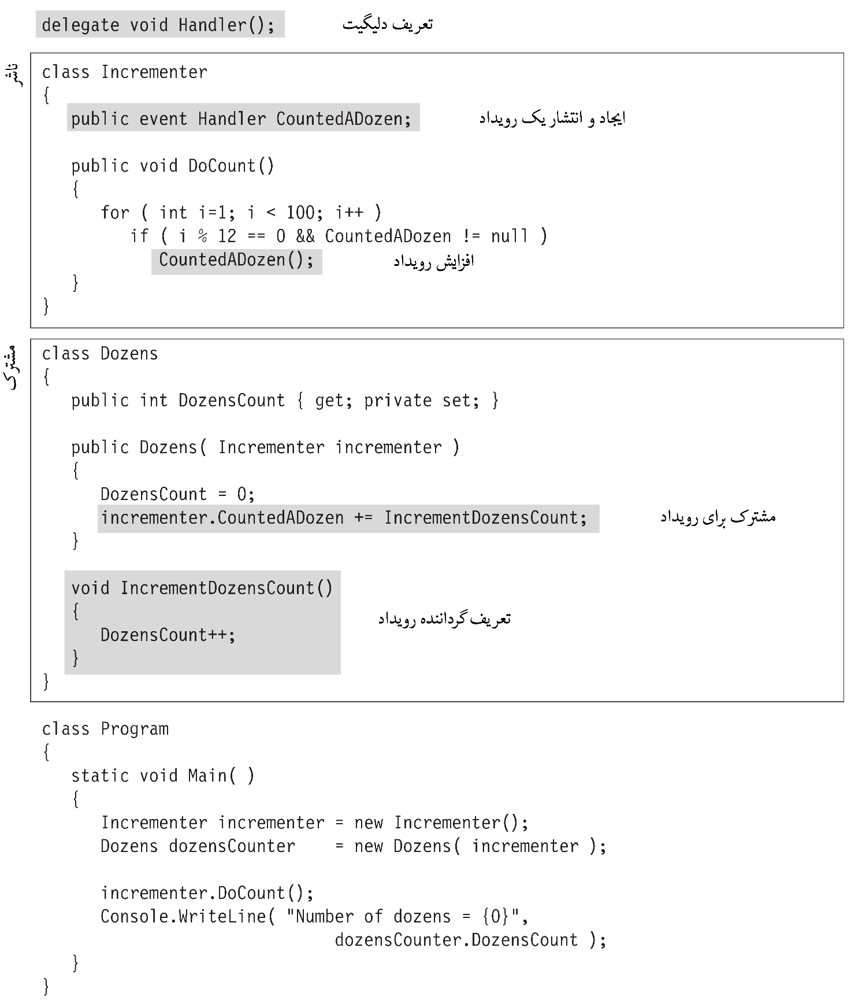 delegate void Handler(); تعریف دلیگیت
ناشر
class Incrementer
{
public event Handler CountedADozen; ایجاد و انتشار یک رویداد
public void DoCount()
{
for ( int i=1; i < 100; i++ )
if ( i % 12 == 0 && CountedADozen != null )
CountedADozen(); افزایش رویداد
}
}
مشترک
class Dozens
{
public int DozensCount { get; private set; }
public Dozens( Incrementer incrementer )
{
DozensCount = 0;
incrementer.CountedADozen += IncrementDozensCount; مشترک برای رویداد
}
void IncrementDozensCount()
{
تعریف گرداننده رویداد
DozensCount++;
}
}
class Program
{
static void Main( )
{
Incrementer incrementer = new Incrementer();
Dozens dozensCounter = new Dozens( incrementer );
incrementer.DoCount();
Console.WriteLine( "Number of dozens = {0}",
dozensCounter.DozensCount );
}
}